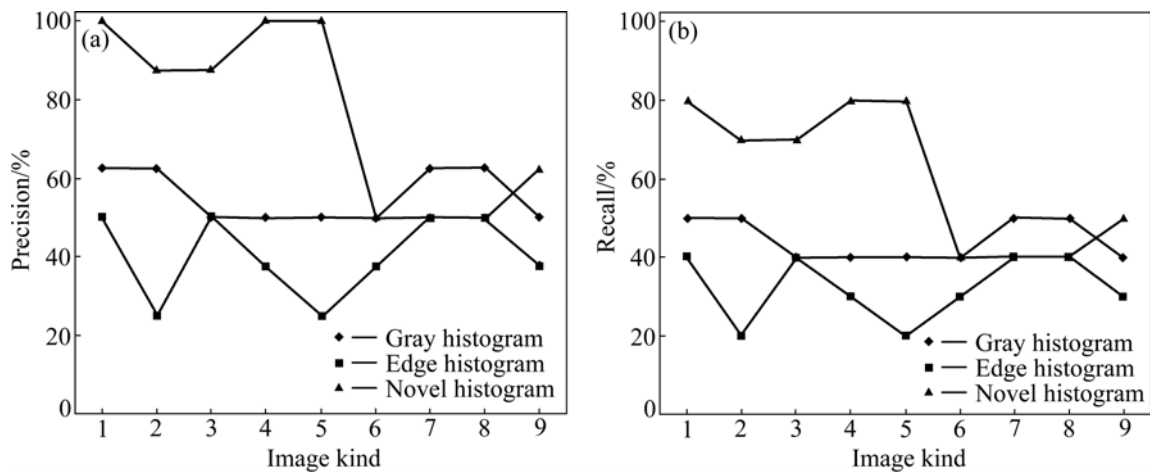 (a)
Precision/%
100
80
60
40
20
0
Gray histogram
Edge histogram
Novel histogram
1 2 3 4 5 6 7 8 9
Image kind
(b)
Recall/%
100
80
60
40
20
0
Gray histogram
Edge histogram
Novel histogram
1 2 3 4 5 6 7 8 9
Image kind